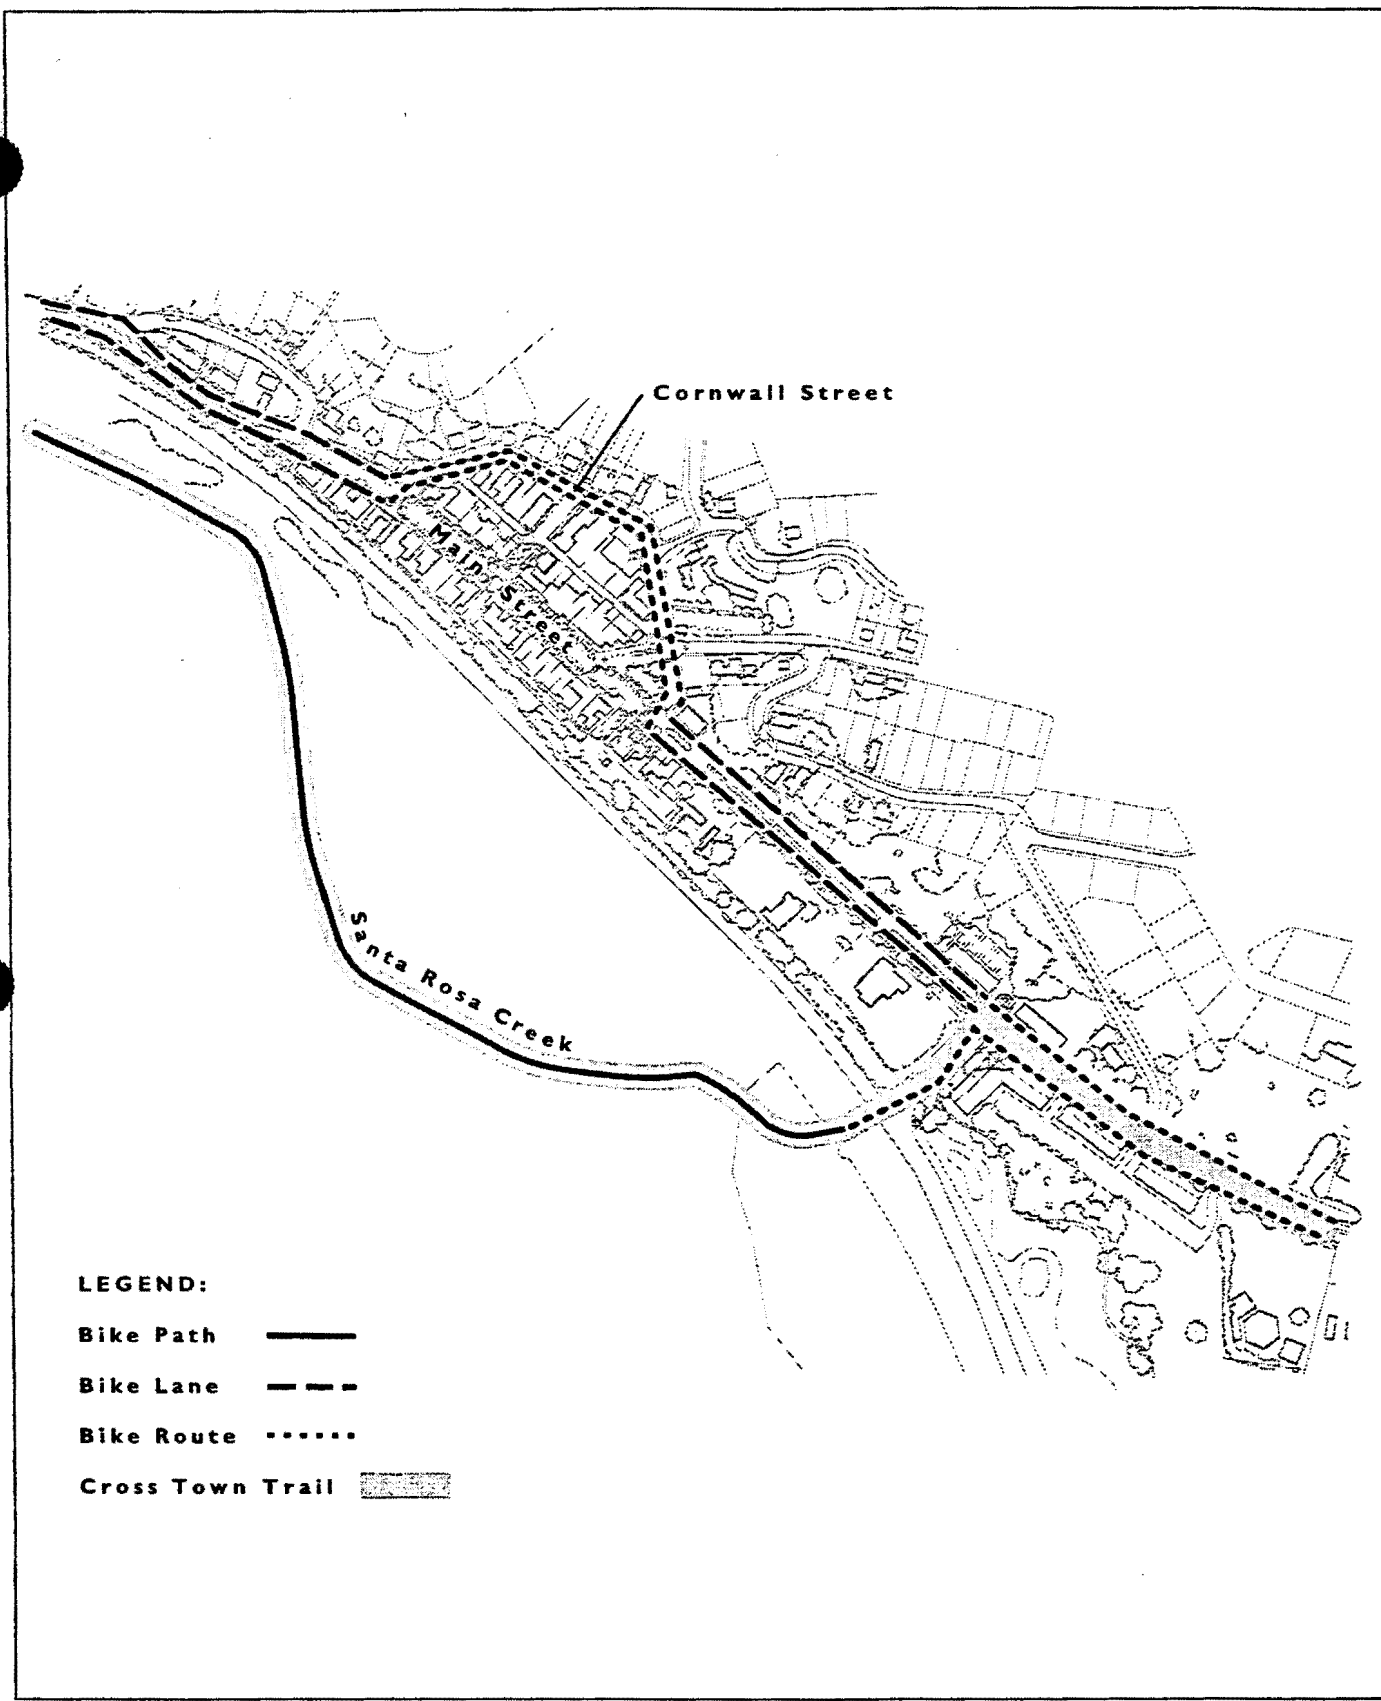 Cornwall Street
Main Street
Santa Rosa Creek
LEGEND:
Bike Path
Bike Lane
Bike Route
Cross Town Trail